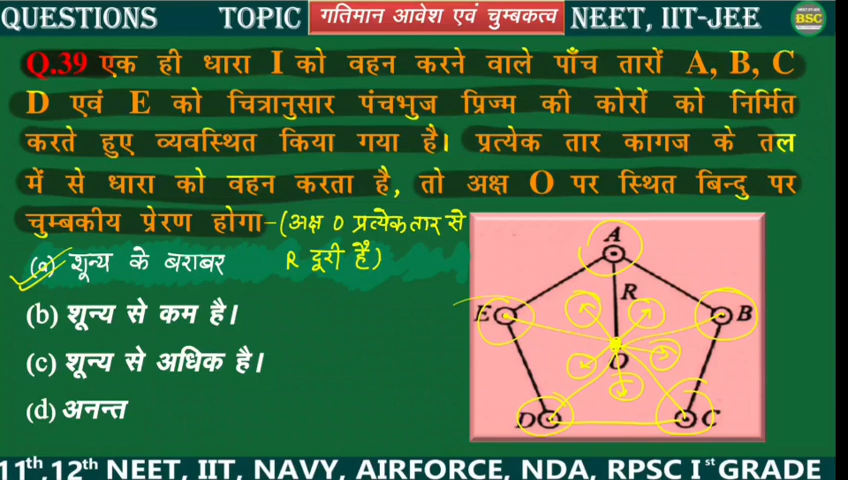 QUESTIONS TOPIC गतिमान आवेश एवं चुम्बकत्व NEET, IIT-JEE BSC
Q.39 एक ही धारा I को वहन करने वाले पाँच तारों A, B, C
D एवं E को चित्रानुसार पंचभुज प्रिज्म की कोरों को निर्मित
करते हुए व्यवस्थित किया गया है। प्रत्येक तार कागज के तल
में से धारा को वहन करता है, तो अक्ष O पर स्थित बिन्दु पर
चुम्बकीय प्रेरण होगा-(अक्ष O प्रत्येक तार से
R दूरी है)
(a) शून्य के बराबर
(b) शून्य से कम है।
(c) शून्य से अधिक है।
(d) अनन्त
A
R
E
B
O
D
C
11th,12th NEET, IIT, NAVY, AIRFORCE, NDA, RPSC Ist GRADE